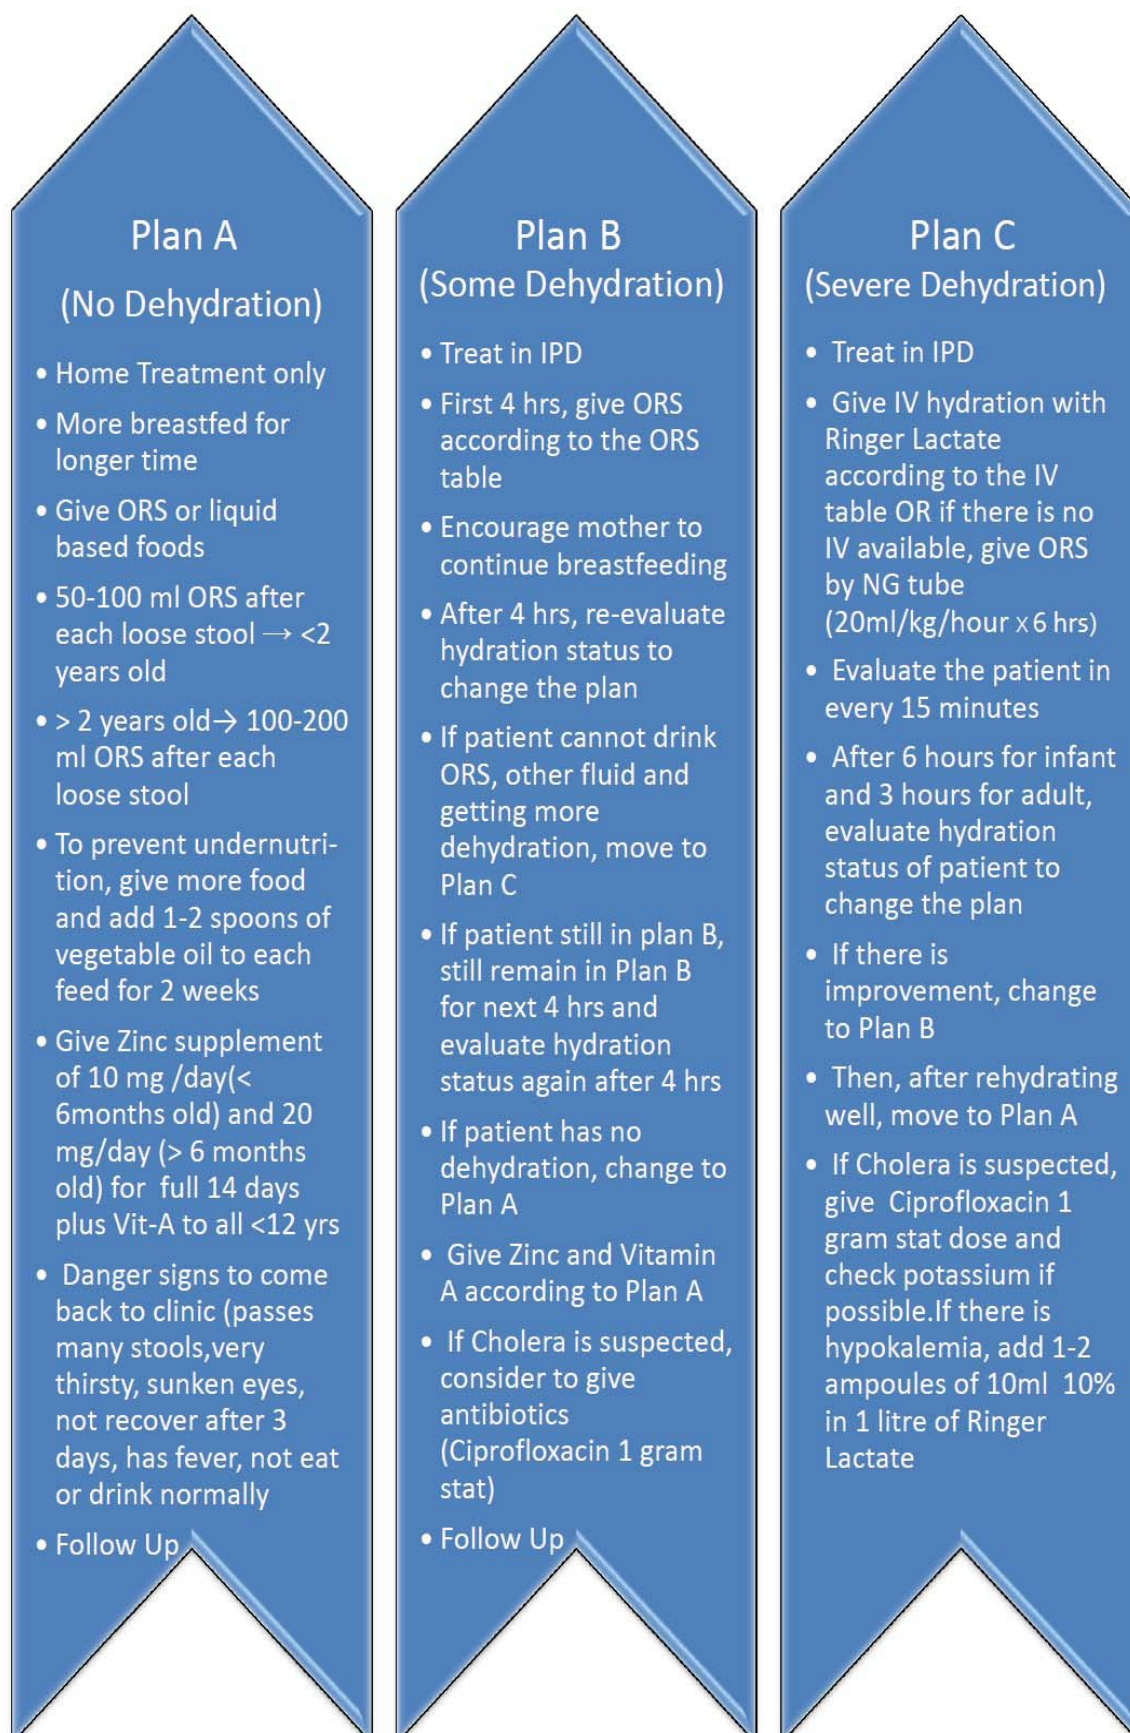 Plan A
(No Dehydration)
• Home Treatment only
• More breastfed for
longer time
• Give ORS or liquid
based foods
• 50-100 ml ORS after
each loose stool → <2
years old
• > 2 years old→ 100-200
ml ORS after each
loose stool
• To prevent undernutri-
tion, give more food
and add 1-2 spoons of
vegetable oil to each
feed for 2 weeks
• Give Zinc supplement
of 10 mg /day(<
6months old) and 20
mg/day (> 6 months
old) for full 14 days
plus Vit-A to all <12 yrs
• Danger signs to come
back to clinic (passes
many stools,very
thirsty, sunken eyes,
not recover after 3
days, has fever, not eat
or drink normally
• Follow Up
Plan B
(Some Dehydration)
• Treat in IPD
• First 4 hrs, give ORS
according to the ORS
table
• Encourage mother to
continue breastfeeding
• After 4 hrs, re-evaluate
hydration status to
change the plan
• If patient cannot drink
ORS, other fluid and
getting more
dehydration, move to
Plan C
• If patient still in plan B,
still remain in Plan B
for next 4 hrs and
evaluate hydration
status again after 4 hrs
• If patient has no
dehydration, change to
Plan A
• Give Zinc and Vitamin
A according to Plan A
• If Cholera is suspected,
consider to give
antibiotics
(Ciprofloxacin 1 gram
stat)
• Follow Up
Plan C
(Severe Dehydration)
• Treat in IPD
• Give IV hydration with
Ringer Lactate
according to the IV
table OR if there is no
IV available, give ORS
by NG tube
(20ml/kg/hour x 6 hrs)
• Evaluate the patient in
every 15 minutes
• After 6 hours for infant
and 3 hours for adult,
evaluate hydration
status of patient to
change the plan
• If there is
improvement, change
to Plan B
• Then, after rehydrating
well, move to Plan A
• If Cholera is suspected,
give Ciprofloxacin 1
gram stat dose and
check potassium if
possible.If there is
hypokalemia, add 1-2
ampoules of 10ml 10%
in 1 litre of Ringer
Lactate